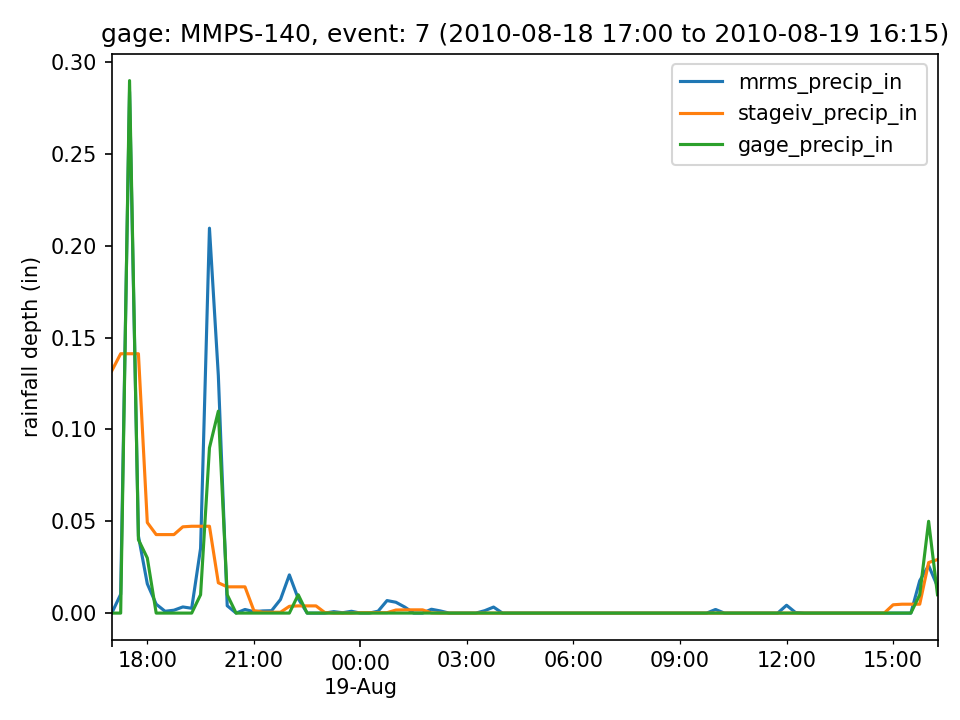 gage: MMPS-140, event: 7 (2010-08-18 17:00 to 2010-08-19 16:15)
mrms_precip_in
stageiv_precip_in
gage_precip_in
rainfall depth (in)
0.30
0.25
0.20
0.15
0.10
0.05
0.00
18:00 21:00 00:00 03:00 06:00 09:00 12:00 15:00
19-Aug